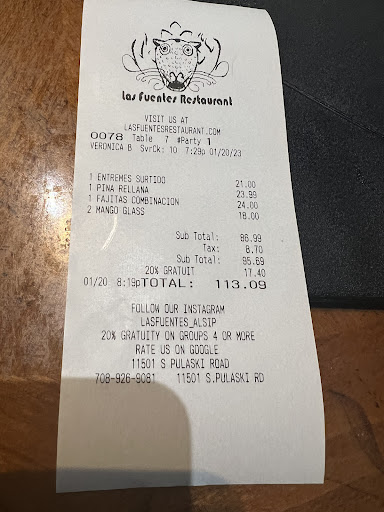 Las Fuentes Restaurant
VISIT US AT
LASFUENTESRESTAURANT.COM
0078 Table 7 #Party 1
VERONICA B SvrCk: 10 7:29p 01/20/23
1 ENTREMES SURTIDO 21.00
1 PINA RELLANA 23.99
1 FAJITAS COMBINACION 24.00
2 MANGO GLASS 18.00
Sub Total: 86.99
Tax: 8.70
Sub Total: 95.69
20% GRATUIT 17.40
01/20 8:19p TOTAL: 113.09
FOLLOW OUR INSTAGRAM
LASFUENTES_ALSIP
20% GRATUITY ON GROUPS 4 OR MORE
RATE US ON GOOGLE
11501 S PULASKI ROAD
708-926-9081 11501 S.PULASKI RD